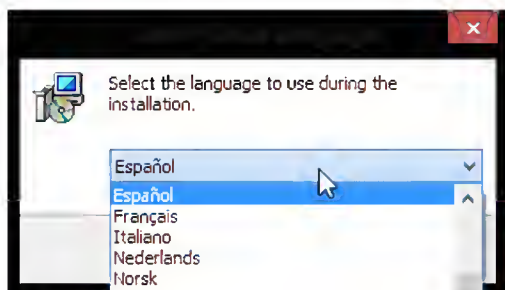 Select the language to use during the
installation.
Español
Español
Français
Italiano
Nederlands
Norsk